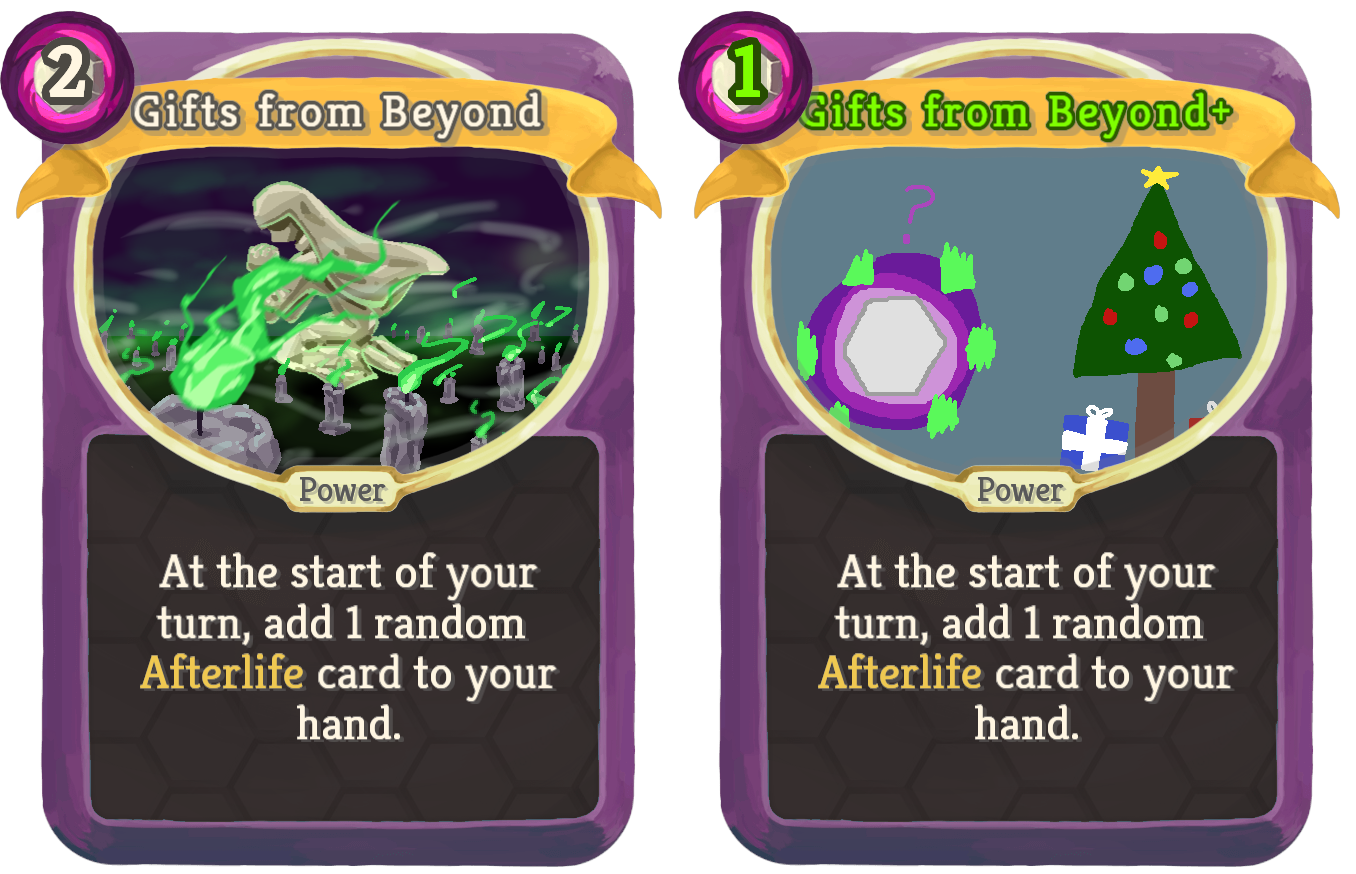 2
Gifts from Beyond
Power
At the start of your
turn, add 1 random
Afterlife card to your
hand.
1
Gifts from Beyond+
?
Power
At the start of your
turn, add 1 random
Afterlife card to your
hand.